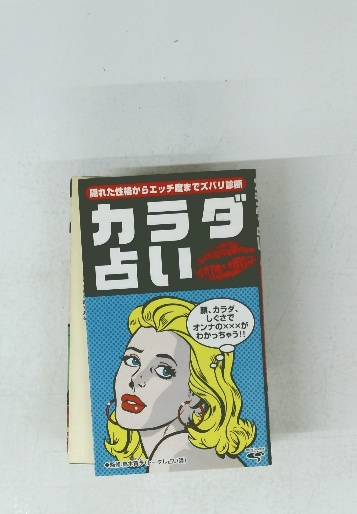 隠れた性格からエッチ度までズバリ診断
カラダ
占い
顔、カラダ、
しぐさで
オンナの×××が
わかっちゃう!!